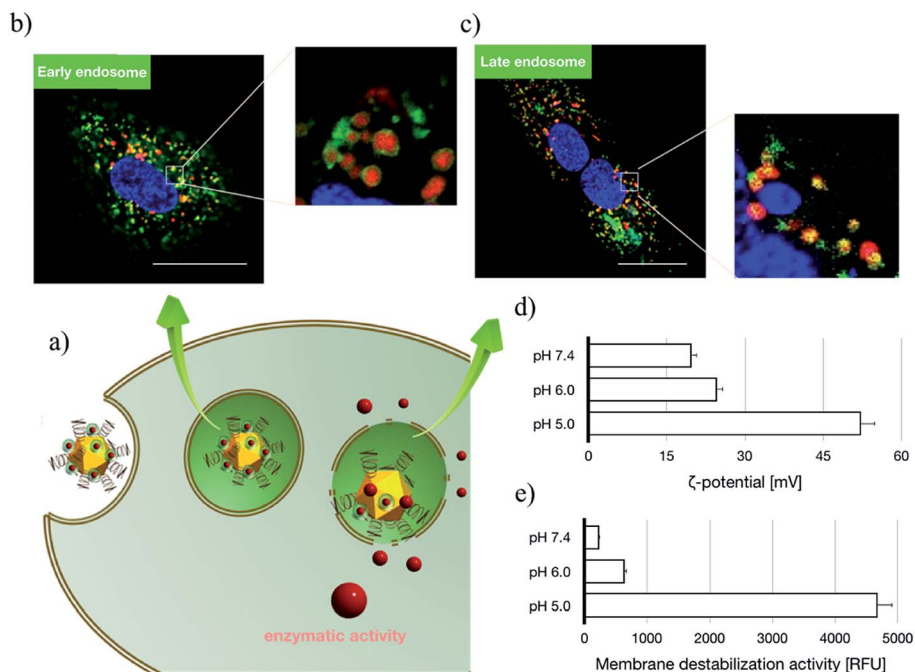 b)
Early endosome
c)
Late endosome
a)
enzymatic activity
d)
pH 7.4
pH 6.0
pH 5.0
0 15 30 45 60
ζ-potential [mV]
e)
pH 7.4
pH 6.0
pH 5.0
0 1000 2000 3000 4000 5000
Membrane destabilization activity [RFU]